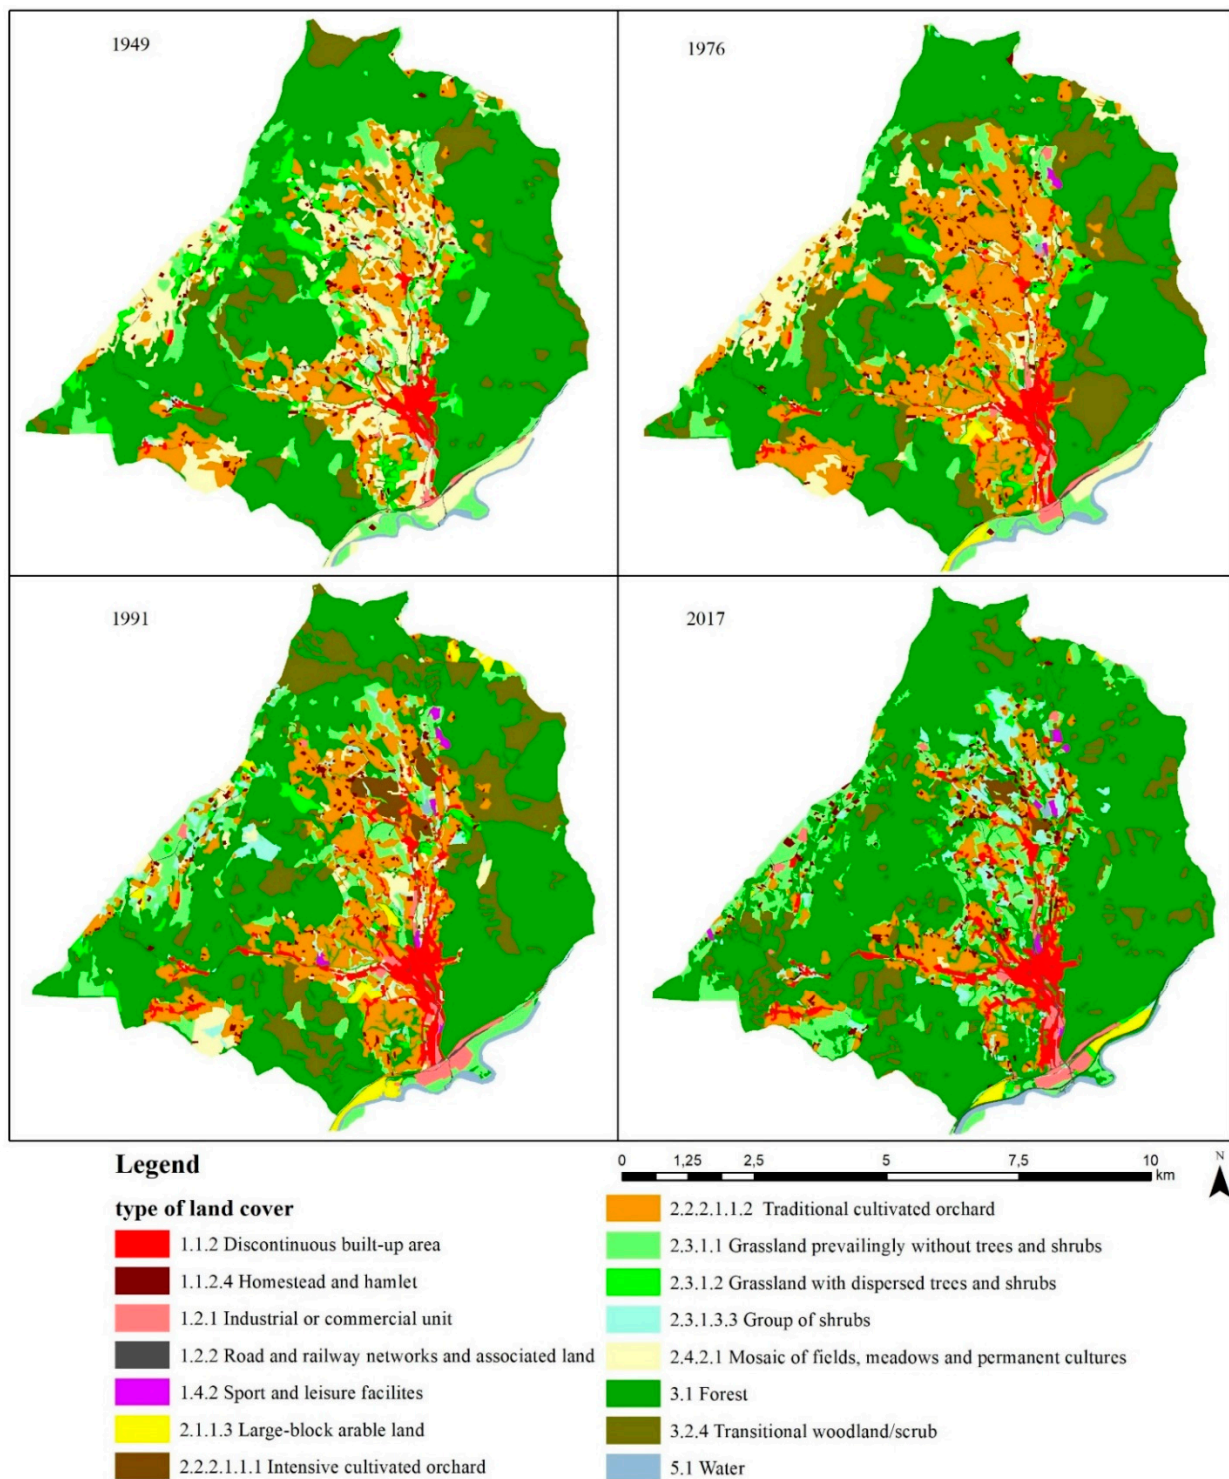 1949
1976
1991
2017
Legend
type of land cover
1.1.2 Discontinuous built-up area
1.1.2.4 Homestead and hamlet
1.2.1 Industrial or commercial unit
1.2.2 Road and railway networks and associated land
1.4.2 Sport and leisure facilites
2.1.1.3 Large-block arable land
2.2.2.1.1.1 Intensive cultivated orchard
0 1,25 2,5 5 7,5 10
km
N
2.2.2.1.1.2 Traditional cultivated orchard
2.3.1.1 Grassland prevailingly without trees and shrubs
2.3.1.2 Grassland with dispersed trees and shrubs
2.3.1.3.3 Group of shrubs
2.4.2.1 Mosaic of fields, meadows and permanent cultures
3.1 Forest
3.2.4 Transitional woodland/scrub
5.1 Water